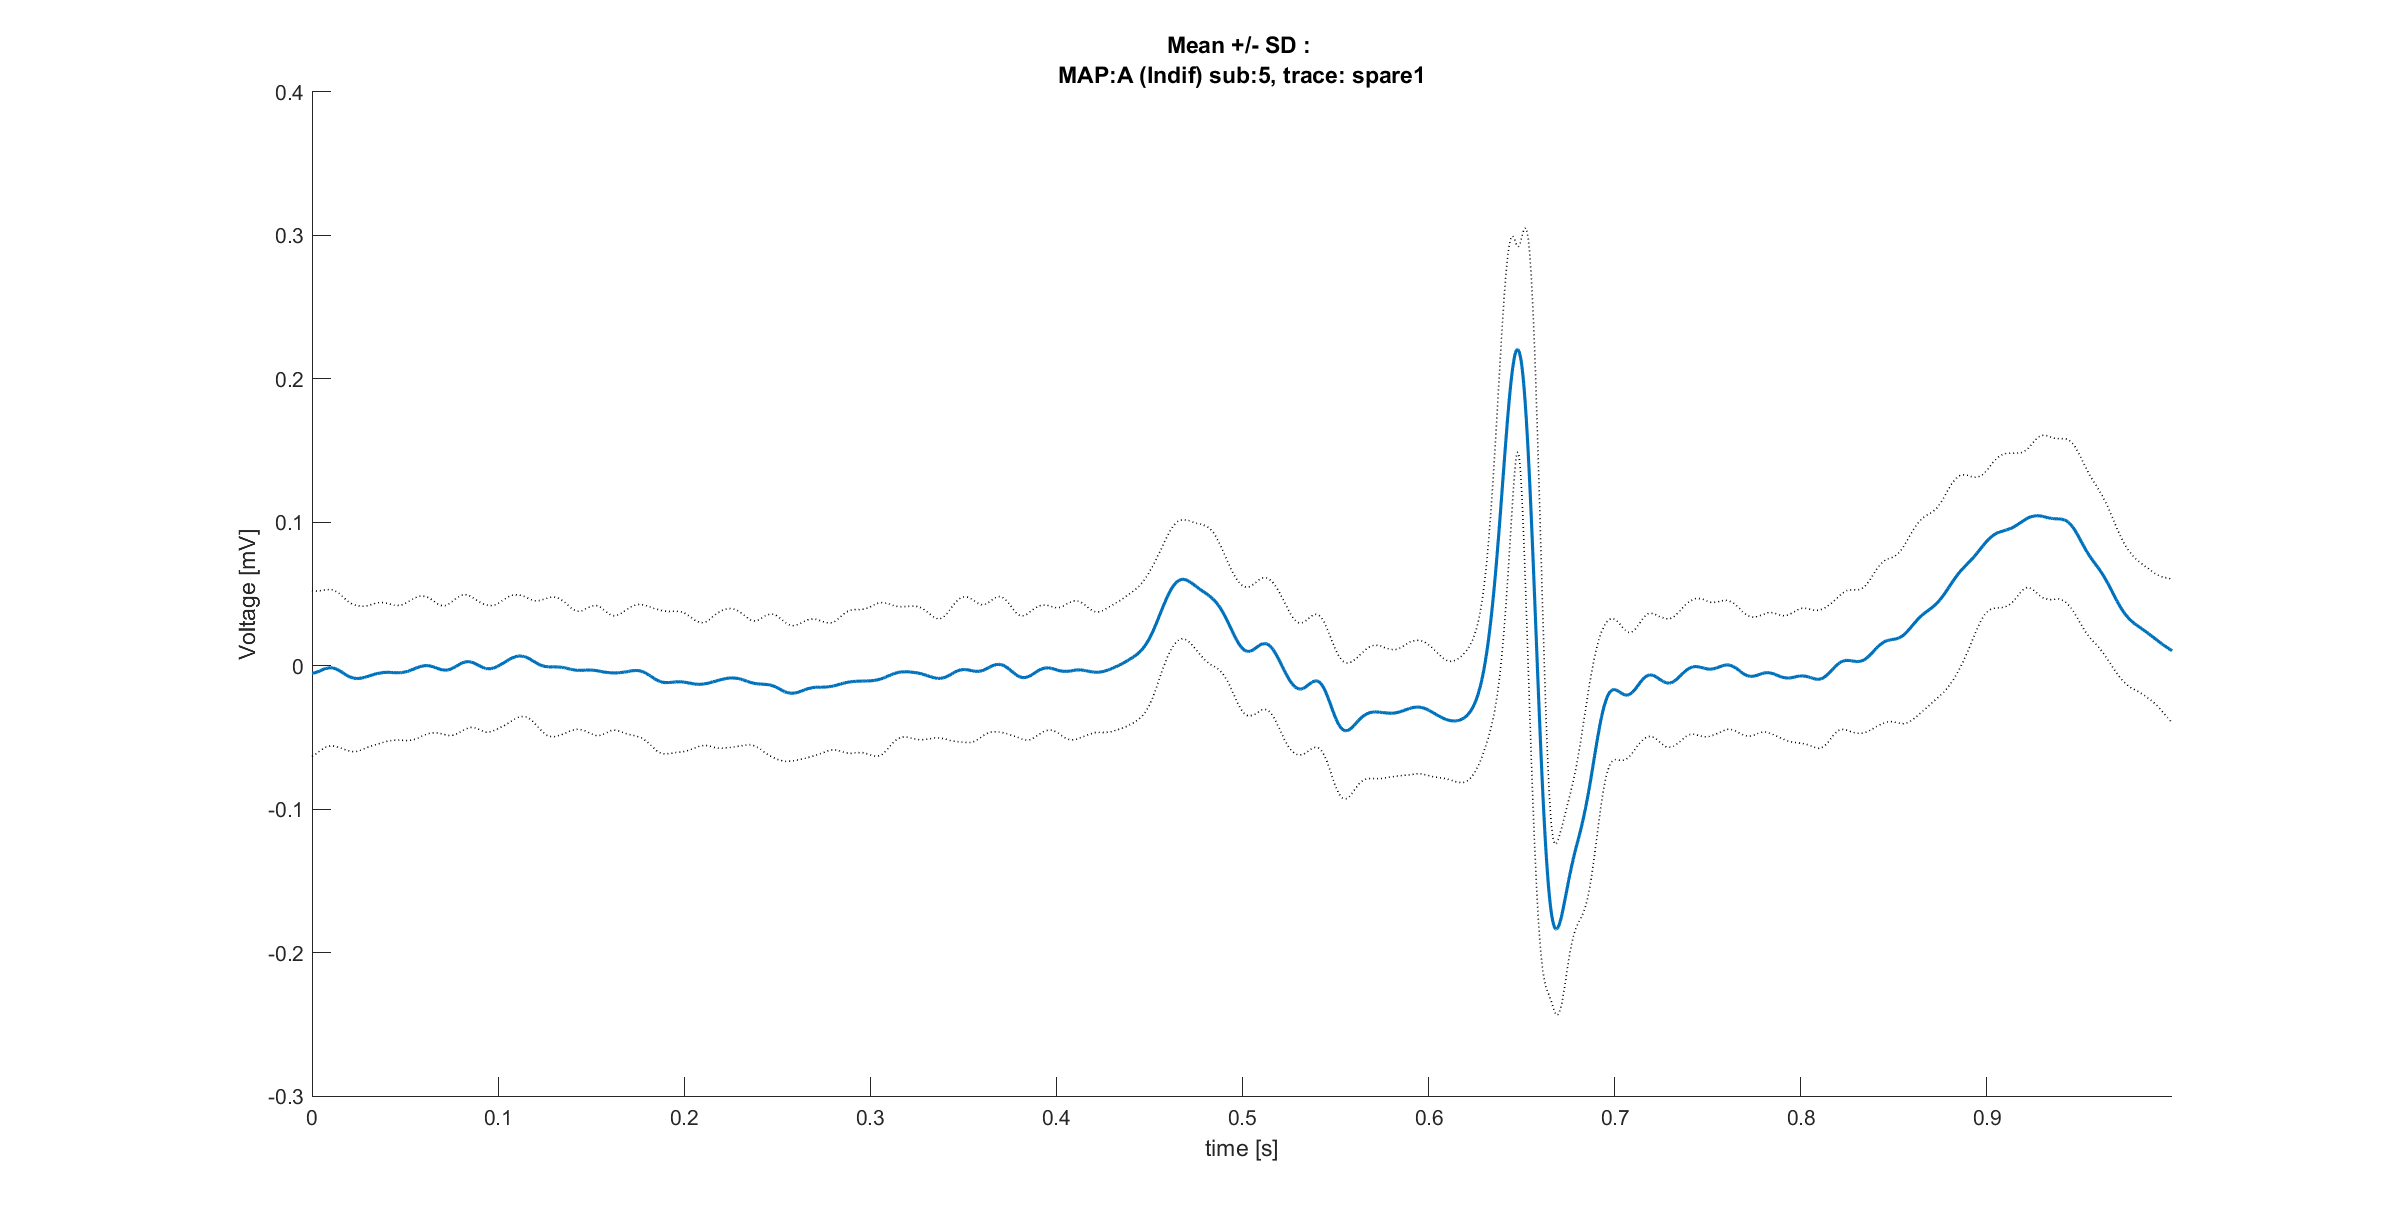 Mean +/- SD :
MAP:A (Indif) sub:5, trace: spare1
0.4
0.3
0.2
0.1
0
-0.1
-0.2
-0.3
Voltage [mV]
0 0.1 0.2 0.3 0.4 0.5 0.6 0.7 0.8 0.9
time [s]